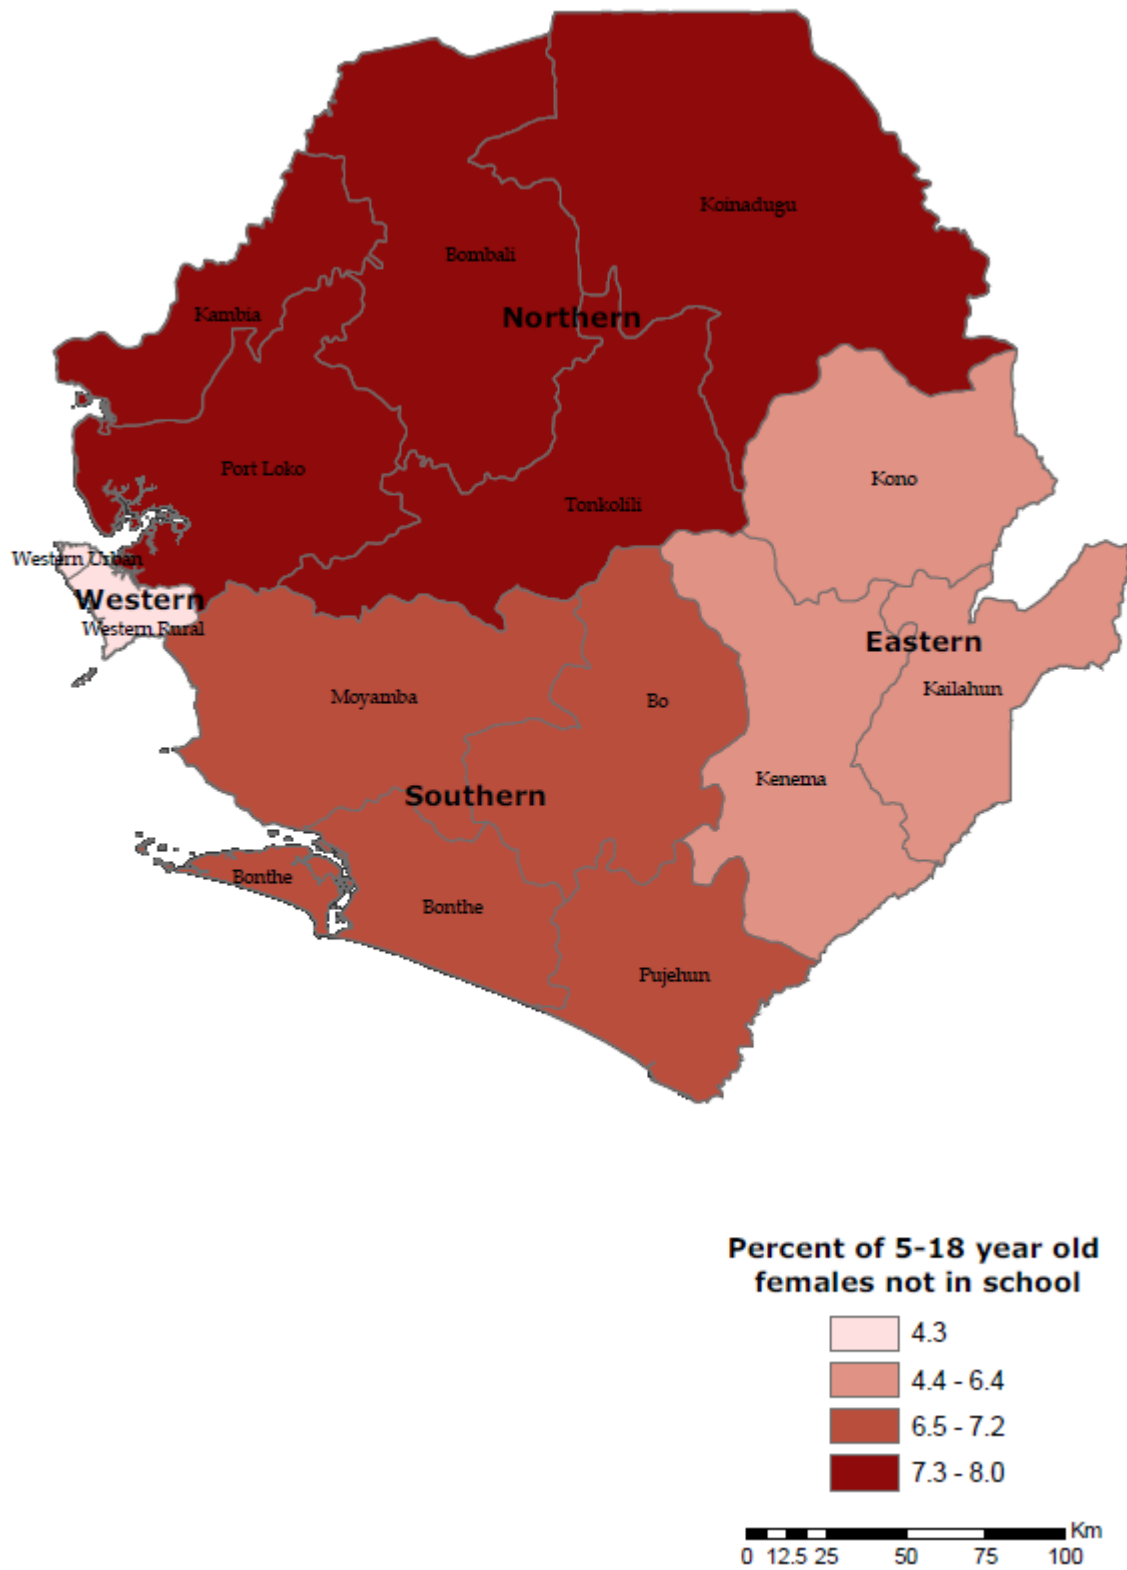 Koinadugu
Bombali
Kambia
Northern
Port Loko
Kono
Tonkolili
Western Urban
Western
Western Rural
Eastern
Kailahun
Moyamba
Bo
Kenema
Southern
Bonthe
Bonthe
Pujehun
Percent of 5-18 year old
females not in school
4.3
4.4 - 6.4
6.5 - 7.2
7.3 - 8.0
Km
0 12.5 25 50 75 100